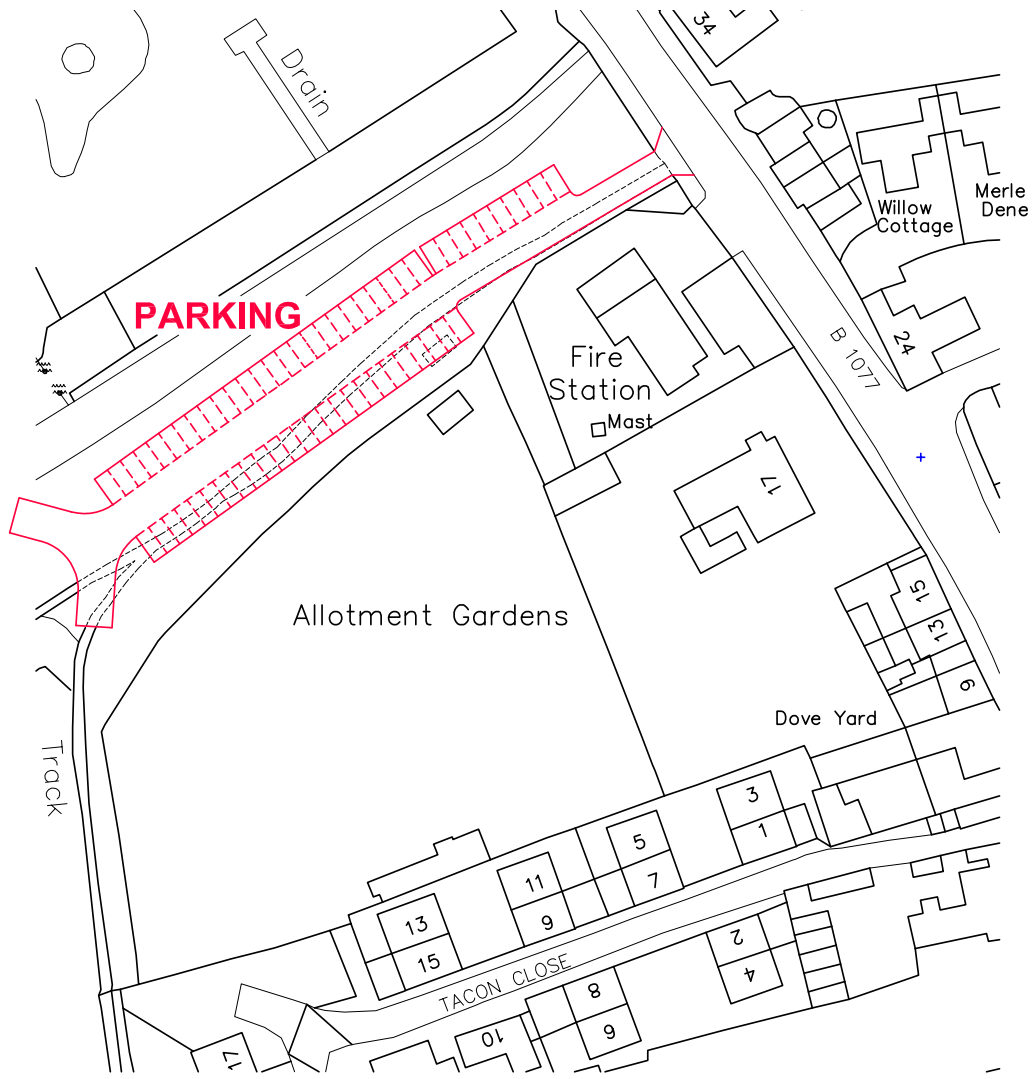 34
Drain
Willow
Cottage
Merle
Dene
PARKING
B 1077
24
Fire
Station
Mast
17
Allotment Gardens
15
13
9
Dove Yard
Track
3
1
5
7
11
9
13
15
TACON CLOSE
2
4
8
6
10
17